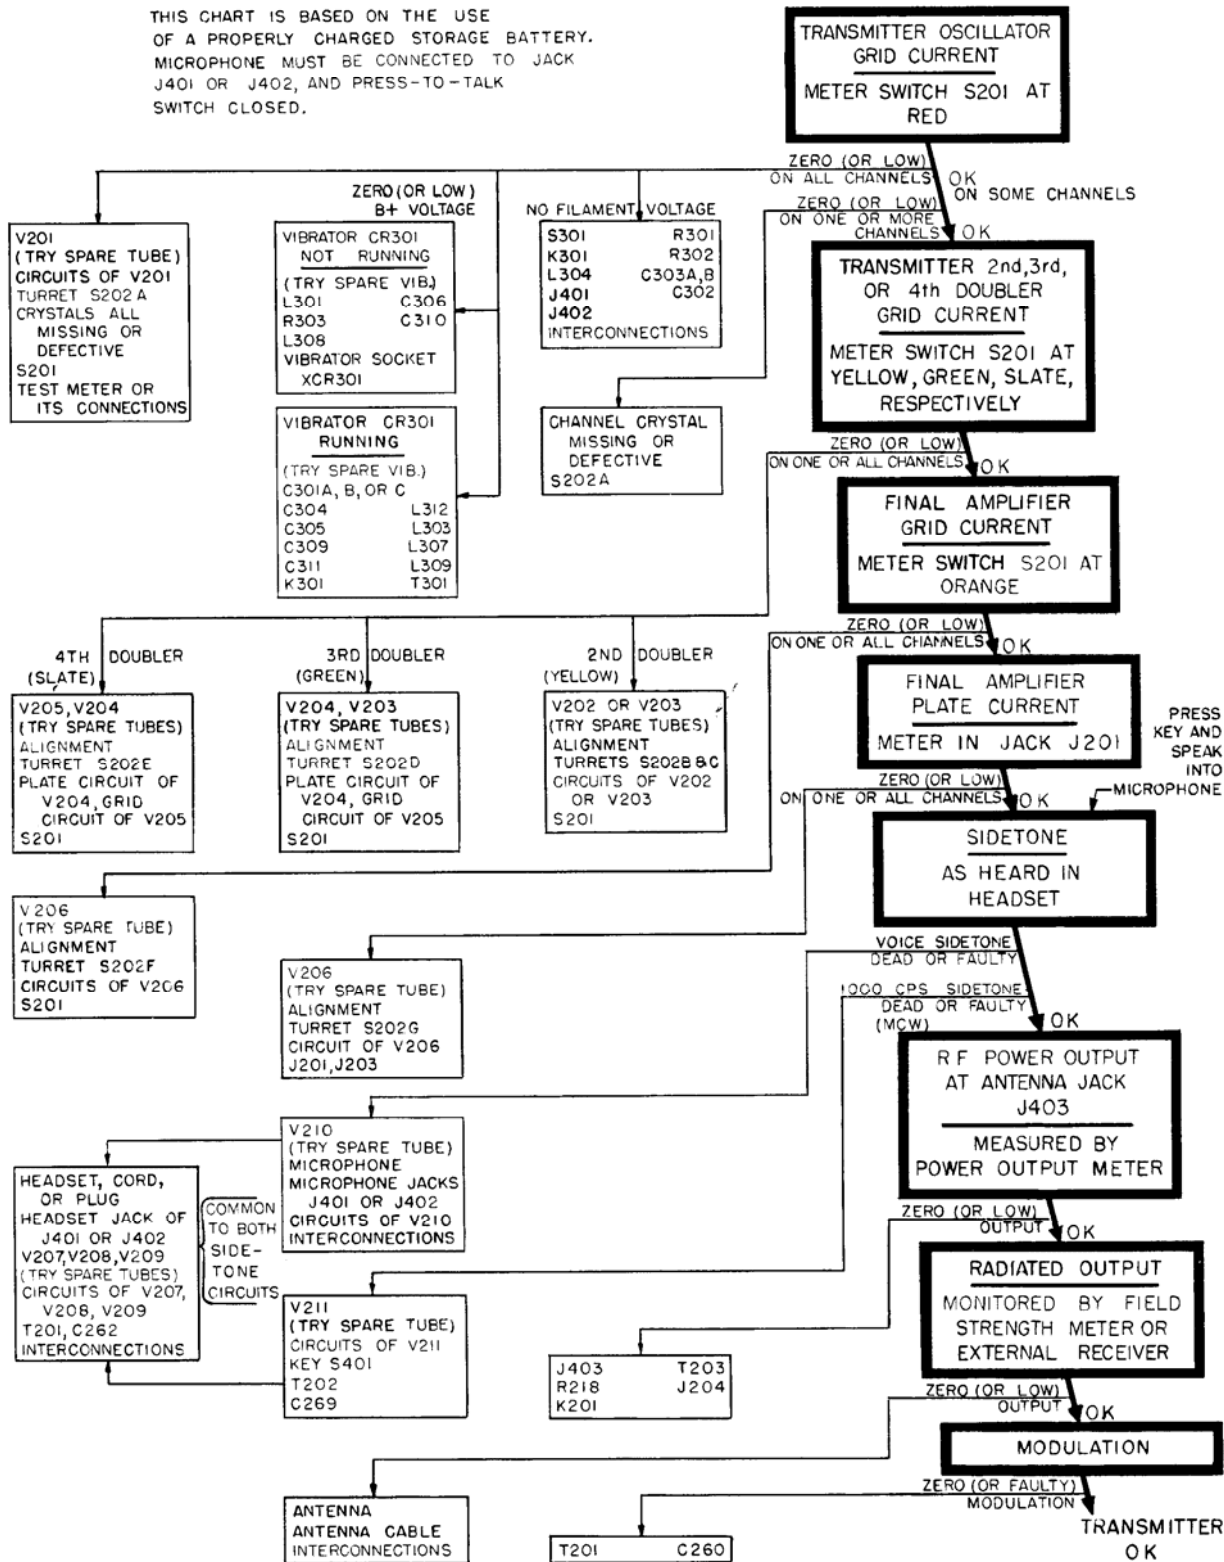 THIS CHART IS BASED ON THE USE
OF A PROPERLY CHARGED STORAGE BATTERY.
MICROPHONE MUST BE CONNECTED TO JACK
J401 OR J402, AND PRESS-TO-TALK
SWITCH CLOSED.
TRANSMITTER OSCILLATOR
GRID CURRENT
METER SWITCH S201 AT
RED
ZERO (OR LOW)
ON ALL CHANNELS
OK
ON SOME CHANNELS
ZERO (OR LOW)
ON ONE OR MORE
CHANNELS
OK
V201
(TRY SPARE TUBE)
CIRCUITS OF V201
TURRET S202A
CRYSTALS ALL
MISSING OR
DEFECTIVE
S201
TEST METER OR
ITS CONNECTIONS
ZERO (OR LOW)
B+ VOLTAGE
VIBRATOR CR301
NOT RUNNING
(TRY SPARE VIB.)
L301 C306
R303 C310
L308
VIBRATOR SOCKET
XCR301
VIBRATOR CR301
RUNNING
(TRY SPARE VIB.)
C301A, B, OR C
C304 L312
C305 L303
C309 L307
C311 L309
K301 T301
NO FILAMENT VOLTAGE
S301 R301
K301 R302
L304 C303A,B
J401 C302
J402
INTERCONNECTIONS
CHANNEL CRYSTAL
MISSING OR
DEFECTIVE
S202A
TRANSMITTER 2nd,3rd,
OR 4th DOUBLER
GRID CURRENT
METER SWITCH S201 AT
YELLOW, GREEN, SLATE,
RESPECTIVELY
ZERO (OR LOW)
ON ONE OR ALL CHANNELS
OK
FINAL AMPLIFIER
GRID CURRENT
METER SWITCH S201 AT
ORANGE
ZERO (OR LOW)
ON ONE OR ALL CHANNELS
OK
4TH DOUBLER
(SLATE)
V205, V204
(TRY SPARE TUBES)
ALIGNMENT
TURRET S202E
PLATE CIRCUIT OF
V204, GRID
CIRCUIT OF V205
S201
3RD DOUBLER
(GREEN)
V204, V203
(TRY SPARE TUBES)
ALIGNMENT
TURRET S202D
PLATE CIRCUIT OF
V204, GRID
CIRCUIT OF V205
S201
2ND DOUBLER
(YELLOW)
V202 OR V203
(TRY SPARE TUBES)
ALIGNMENT
TURRETS S202B &C
CIRCUITS OF V202
OR V203
S201
FINAL AMPLIFIER
PLATE CURRENT
METER IN JACK J201
PRESS
KEY AND
SPEAK
INTO
MICROPHONE
ZERO (OR LOW)
ON ONE OR ALL CHANNELS
OK
SIDETONE
AS HEARD IN
HEADSET
V206
(TRY SPARE TUBE)
ALIGNMENT
TURRET S202F
CIRCUITS OF V206
S201
V206
(TRY SPARE TUBE)
ALIGNMENT
TURRET S202G
CIRCUIT OF V206
J201,J203
VOICE SIDETONE
DEAD OR FAULTY
1000 CPS SIDETONE
DEAD OR FAULTY
(MCW)
OK
RF POWER OUTPUT
AT ANTENNA JACK
J403
MEASURED BY
POWER OUTPUT METER
V210
(TRY SPARE TUBE)
MICROPHONE
MICROPHONE JACKS
J401 OR J402
CIRCUITS OF V210
INTERCONNECTIONS
HEADSET, CORD,
OR PLUG
HEADSET JACK OF
J401 OR J402
V207,V208,V209
(TRY SPARE TUBES)
CIRCUITS OF V207,
V208, V209
T201, C262
INTERCONNECTIONS
COMMON
TO BOTH
SIDE-
TONE
CIRCUITS
V211
(TRY SPARE TUBE)
CIRCUITS OF V211
KEY S401
T202
C269
ZERO (OR LOW)
OUTPUT
OK
RADIATED OUTPUT
MONITORED BY FIELD
STRENGTH METER OR
EXTERNAL RECEIVER
J403 T203
R218 J204
K201
ZERO (OR LOW)
OUTPUT
OK
MODULATION
ANTENNA
ANTENNA CABLE
INTERCONNECTIONS
ZERO (OR FAULTY)
MODULATION
T201 C260
TRANSMITTER
OK